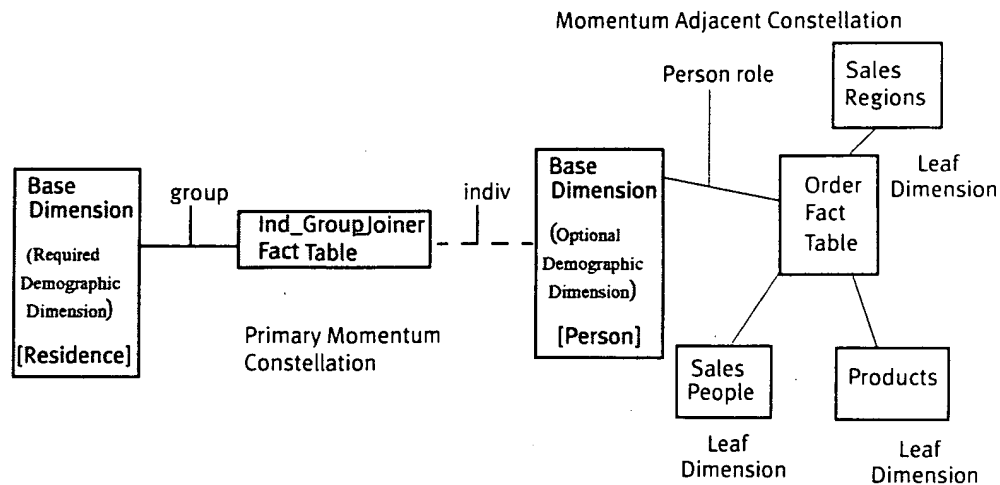 Momentum Adjacent Constellation
Person role
Sales
Regions
Leaf
Dimension
Base
Dimension
(Required
Demographic
Dimension)
[Residence]
group
Ind_GroupJoiner
Fact Table
Primary Momentum
Constellation
indiv
Base
Dimension
(Optional
Demographic
Dimension)
[Person]
Order
Fact
Table
Sales
People
Leaf
Dimension
Products
Leaf
Dimension